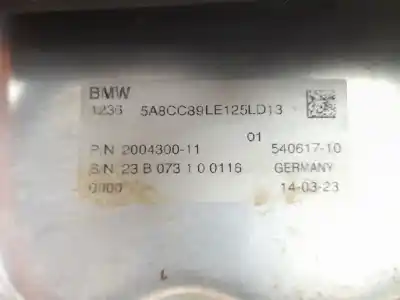 BMW
1236 5A8CC89LE125LD13
01
P/N 2004300-11 540617-10
S/N 23 B 073 1 0 0116 GERMANY
0000 14-03-23